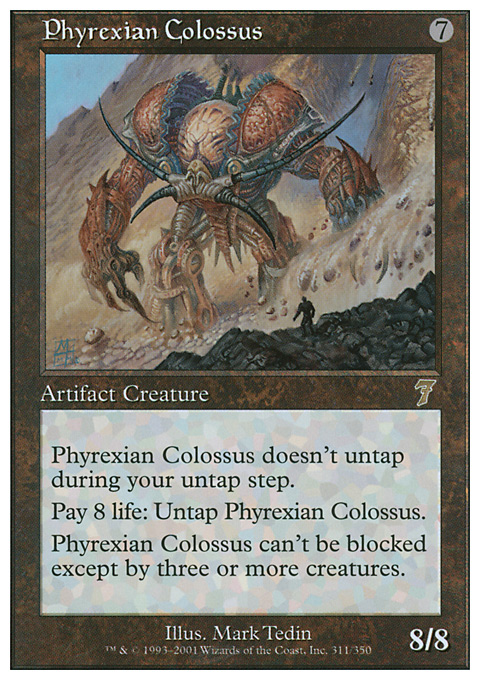 Phyrexian Colossus 7
Artifact Creature
Phyrexian Colossus doesn't untap
during your untap step.
Pay 8 life: Untap Phyrexian Colossus.
Phyrexian Colossus can't be blocked
except by three or more creatures.
Illus. Mark Tedin
™ & © 1993-2001 Wizards of the Coast, Inc. 311/350
8/8